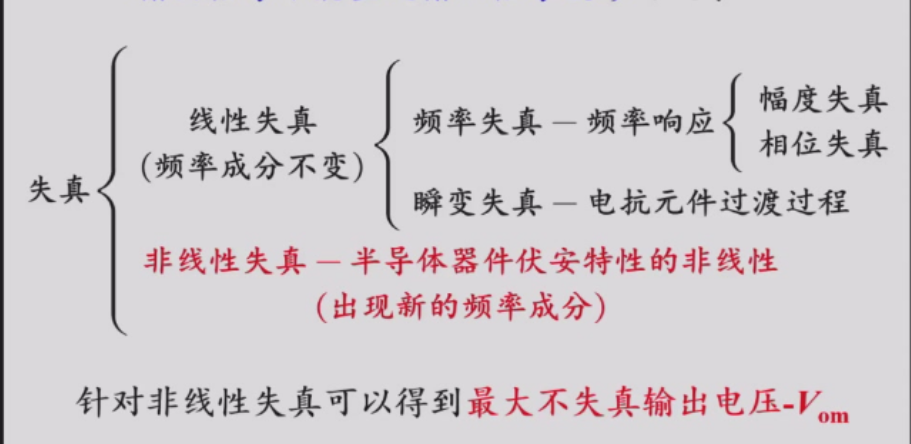 线性失真
(频率成分不变)
频率失真 — 频率响应
幅度失真
相位失真
失真
瞬变失真 — 电抗元件过渡过程
非线性失真 — 半导体器件伏安特性的非线性
(出现新的频率成分)
针对非线性失真可以得到最大不失真输出电压-Vom